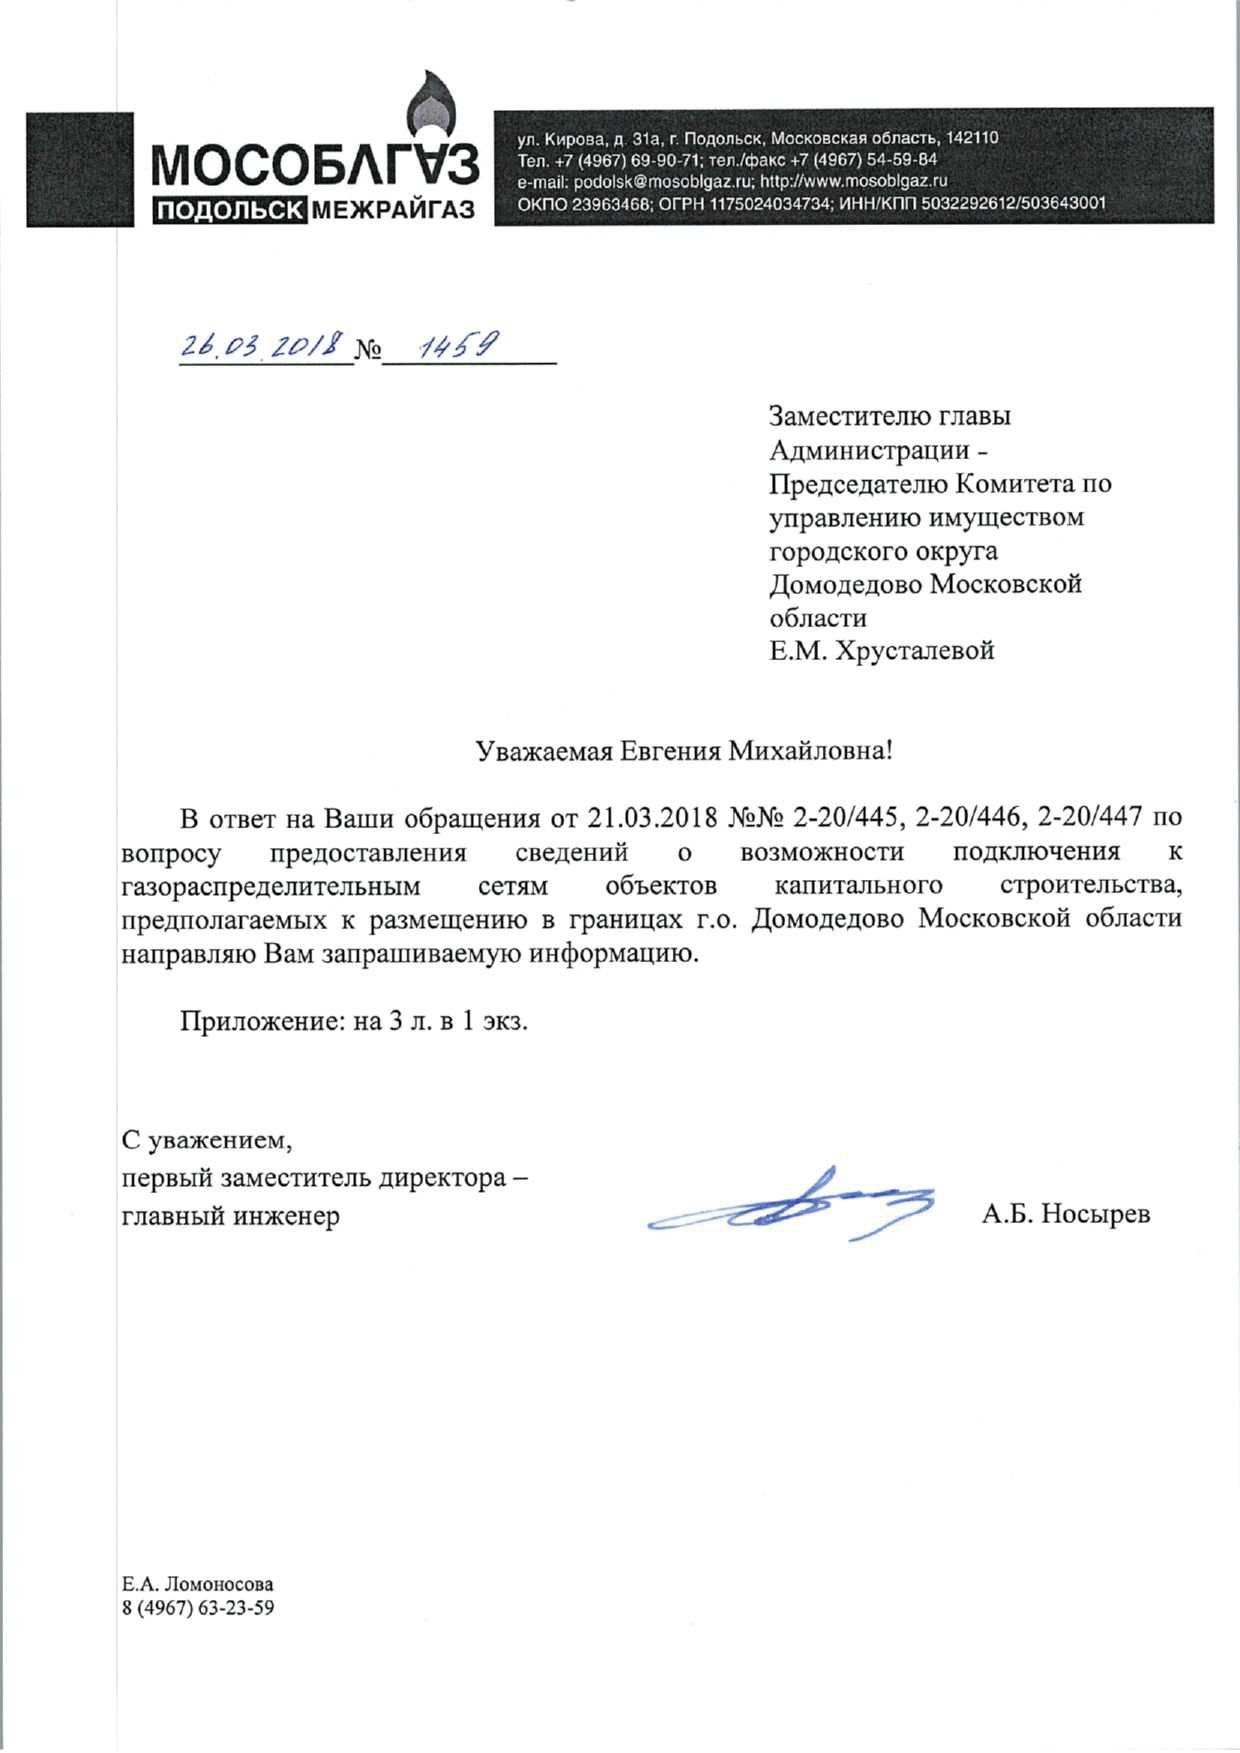 МОСОБЛГАЗ
ПОДОЛЬСК МЕЖРАЙГАЗ
ул. Кирова, д. 31а, г. Подольск, Московская область, 142110
Тел. +7 (4967) 69-90-71; тел./факс +7 (4967) 54-59-84
e-mail: podolsk@mosoblgaz.ru; http://www.mosoblgaz.ru
ОКПО 23963468; ОГРН 1175024034734; ИНН/КПП 5032292612/503643001
26.03.2018 № 1459
Заместителю главы
Администрации -
Председателю Комитета по
управлению имуществом
городского округа
Домодедово Московской
области
Е.М. Хрусталевой
Уважаемая Евгения Михайловна!
В ответ на Ваши обращения от 21.03.2018 №№ 2-20/445, 2-20/446, 2-20/447 по
вопросу предоставления сведений о возможности подключения к
газораспределительным сетям объектов капитального строительства,
предполагаемых к размещению в границах г.о. Домодедово Московской области
направляю Вам запрашиваемую информацию.
Приложение: на 3 л. в 1 экз.
С уважением,
первый заместитель директора –
главный инженер
А.Б. Носырев
Е.А. Ломоносова
8 (4967) 63-23-59